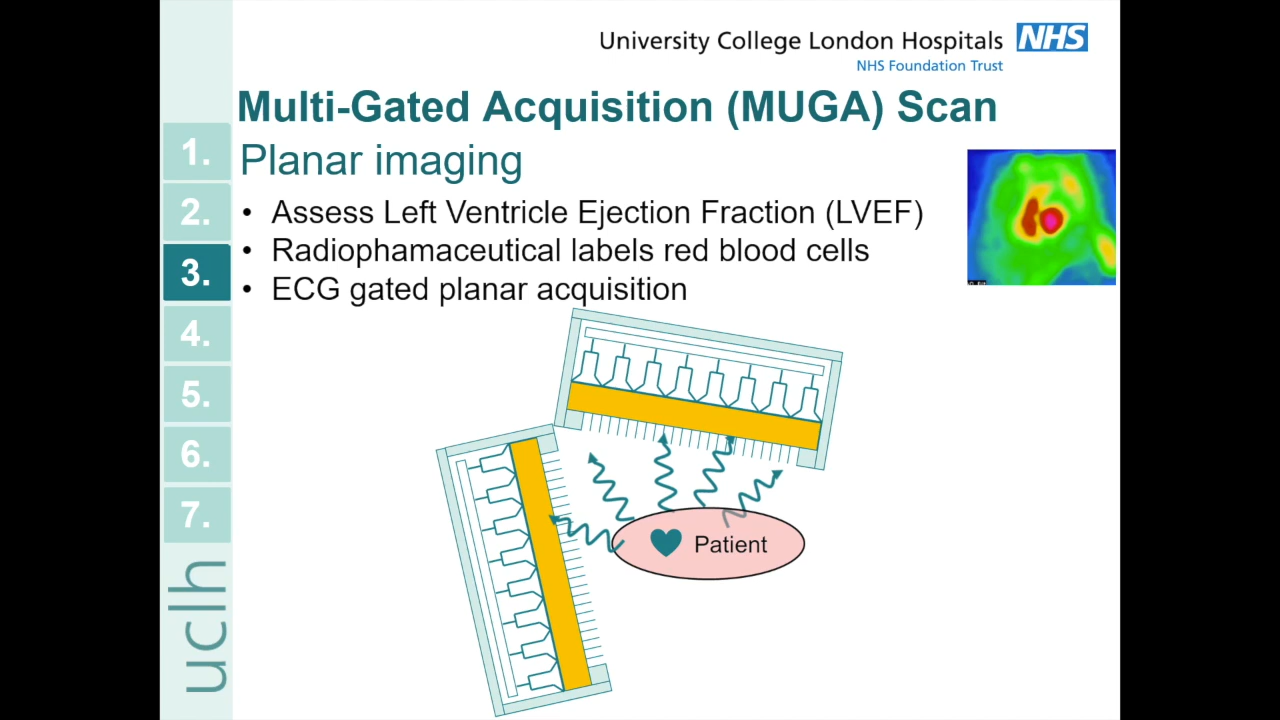 University College London Hospitals NHS
NHS Foundation Trust
Multi-Gated Acquisition (MUGA) Scan
Planar imaging
• Assess Left Ventricle Ejection Fraction (LVEF)
• Radiophamaceutical labels red blood cells
• ECG gated planar acquisition
1.
2.
3.
4.
5.
6.
7.
Patient
uclh